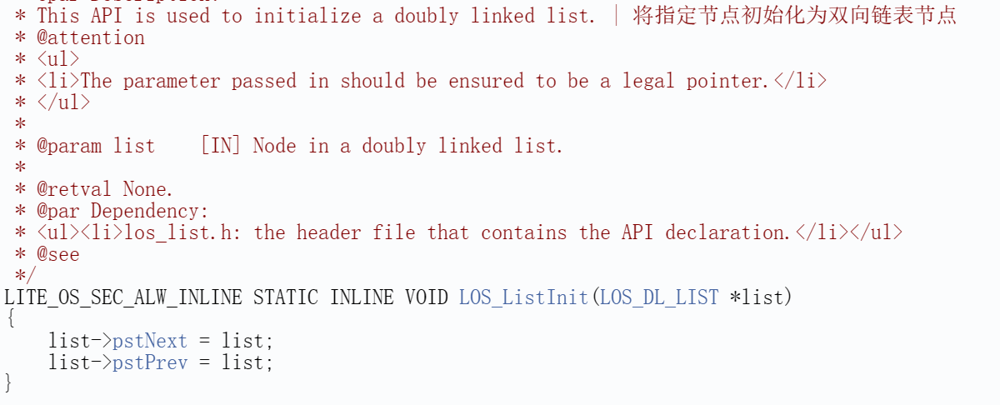 * This API is used to initialize a doubly linked list. | 将指定节点初始化为双向链表节点
 * @attention
 * <ul>
 * <li>The parameter passed in should be ensured to be a legal pointer.</li>
 * </ul>
 *
 * @param list    [IN] Node in a doubly linked list.
 *
 * @retval None.
 * @par Dependency:
 * <ul><li>los_list.h: the header file that contains the API declaration.</li></ul>
 * @see
 */
LITE_OS_SEC_ALW_INLINE STATIC INLINE VOID LOS_ListInit(LOS_DL_LIST *list)
{
    list->pstNext = list;
    list->pstPrev = list;
}